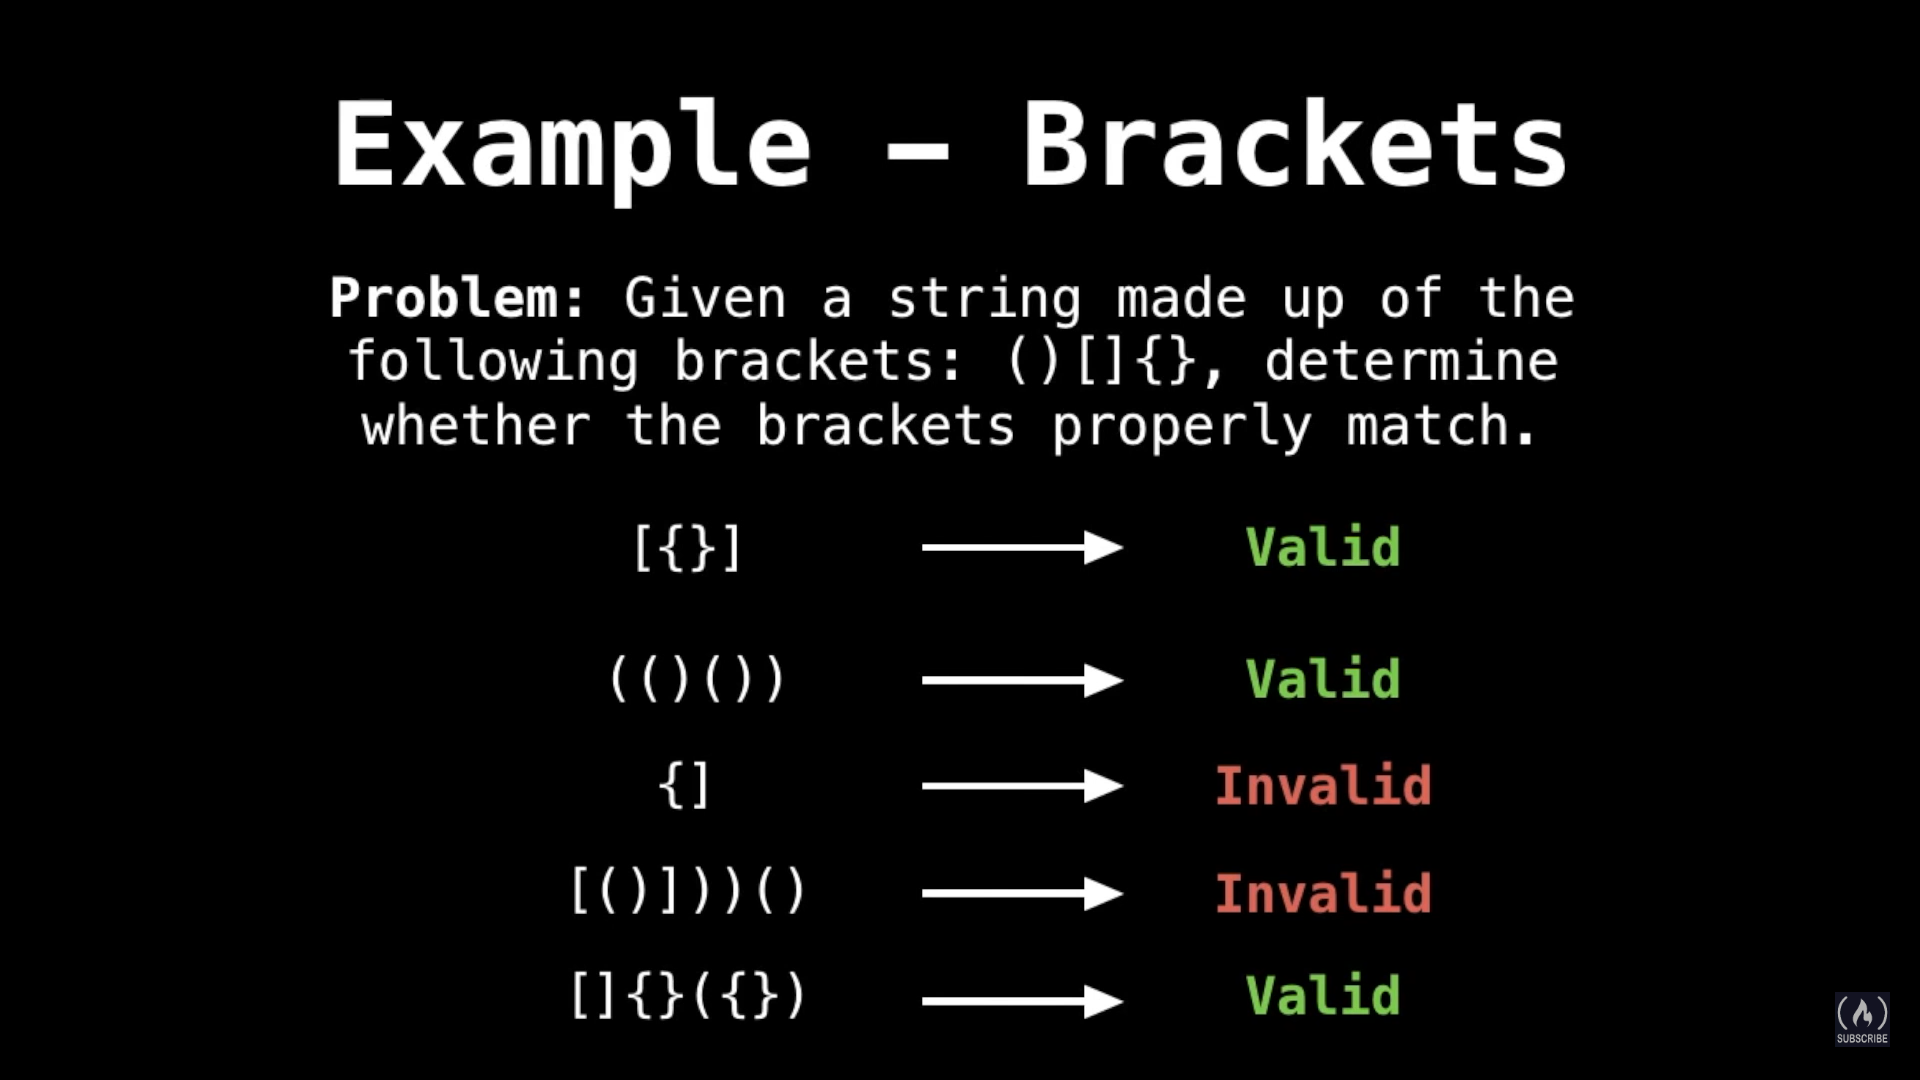 Example – Brackets
Problem: Given a string made up of the
following brackets: ()[]{}, determine
whether the brackets properly match.
[{}] Valid
(()()) Valid
{] Invalid
[()]))() Invalid
[]{}({}) Valid
SUBSCRIBE